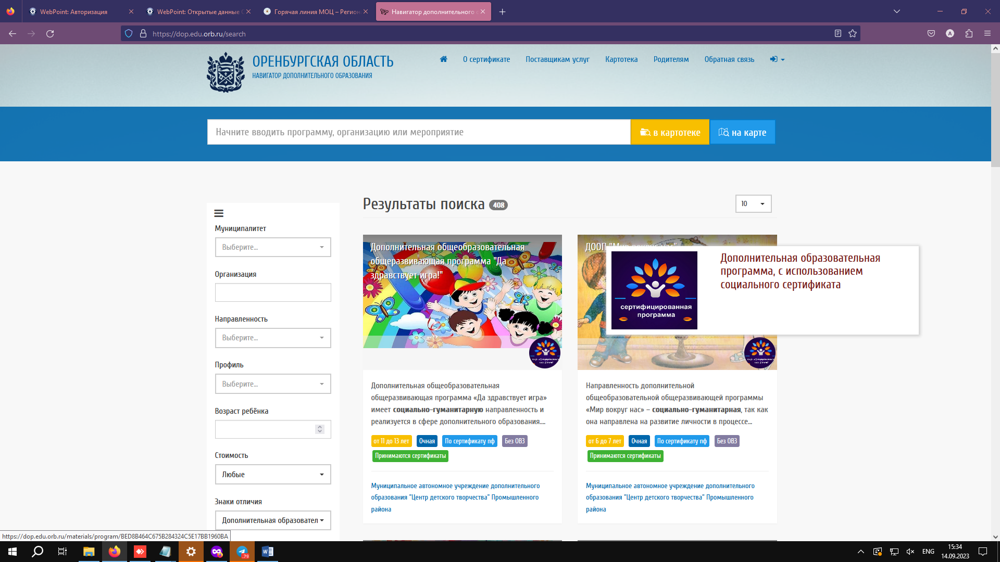 WebPoint: Авторизация
WebPoint: Открытые данные
Горячая линия МОЦ – Регион
Навигатор дополнительного
https://dop.edu.orb.ru/search
ОРЕНБУРГСКАЯ ОБЛАСТЬ
НАВИГАТОР ДОПОЛНИТЕЛЬНОГО ОБРАЗОВАНИЯ
О сертификате
Поставщикам услуг
Картотека
Родителям
Обратная связь
Начните вводить программу, организацию или мероприятие
в картотеке
на карте
Результаты поиска 408
10
Муниципалитет
Выберите...
Организация
Направленность
Выберите...
Профиль
Выберите...
Возраст ребёнка
Стоимость
Любые
Знаки отличия
Дополнительная образовател
Дополнительная общеобразовательная
общеразвивающая программа "Да
здравствует игра!"
Дополнительная общеобразовательная
общеразвивающая программа «Да здравствует игра»
имеет социально-гуманитарную направленность и
реализуется в сфере дополнительного образования....
от 11 до 13 лет
Очная
По сертификату пф
Без ОВЗ
Принимаются сертификаты
Муниципальное автономное учреждение дополнительного
образования "Центр детского творчества" Промышленного
района
ДООП "Мир вокруг нас"
сертифицированная
программа
Дополнительная образовательная
программа, с использованием
социального сертификата
Направленность дополнительной
общеобразовательной общеразвивающей программы
«Мир вокруг нас» – социально-гуманитарная, так как
она направлена на развитие личности в процессе...
от 6 до 7 лет
Очная
По сертификату пф
Без ОВЗ
Принимаются сертификаты
Муниципальное автономное учреждение дополнительного
образования "Центр детского творчества" Промышленного
района
https://dop.edu.orb.ru/materials/program/BED8B464C675B284324C5E17BB1960BA
.79
ENG
15:34
14.09.2023